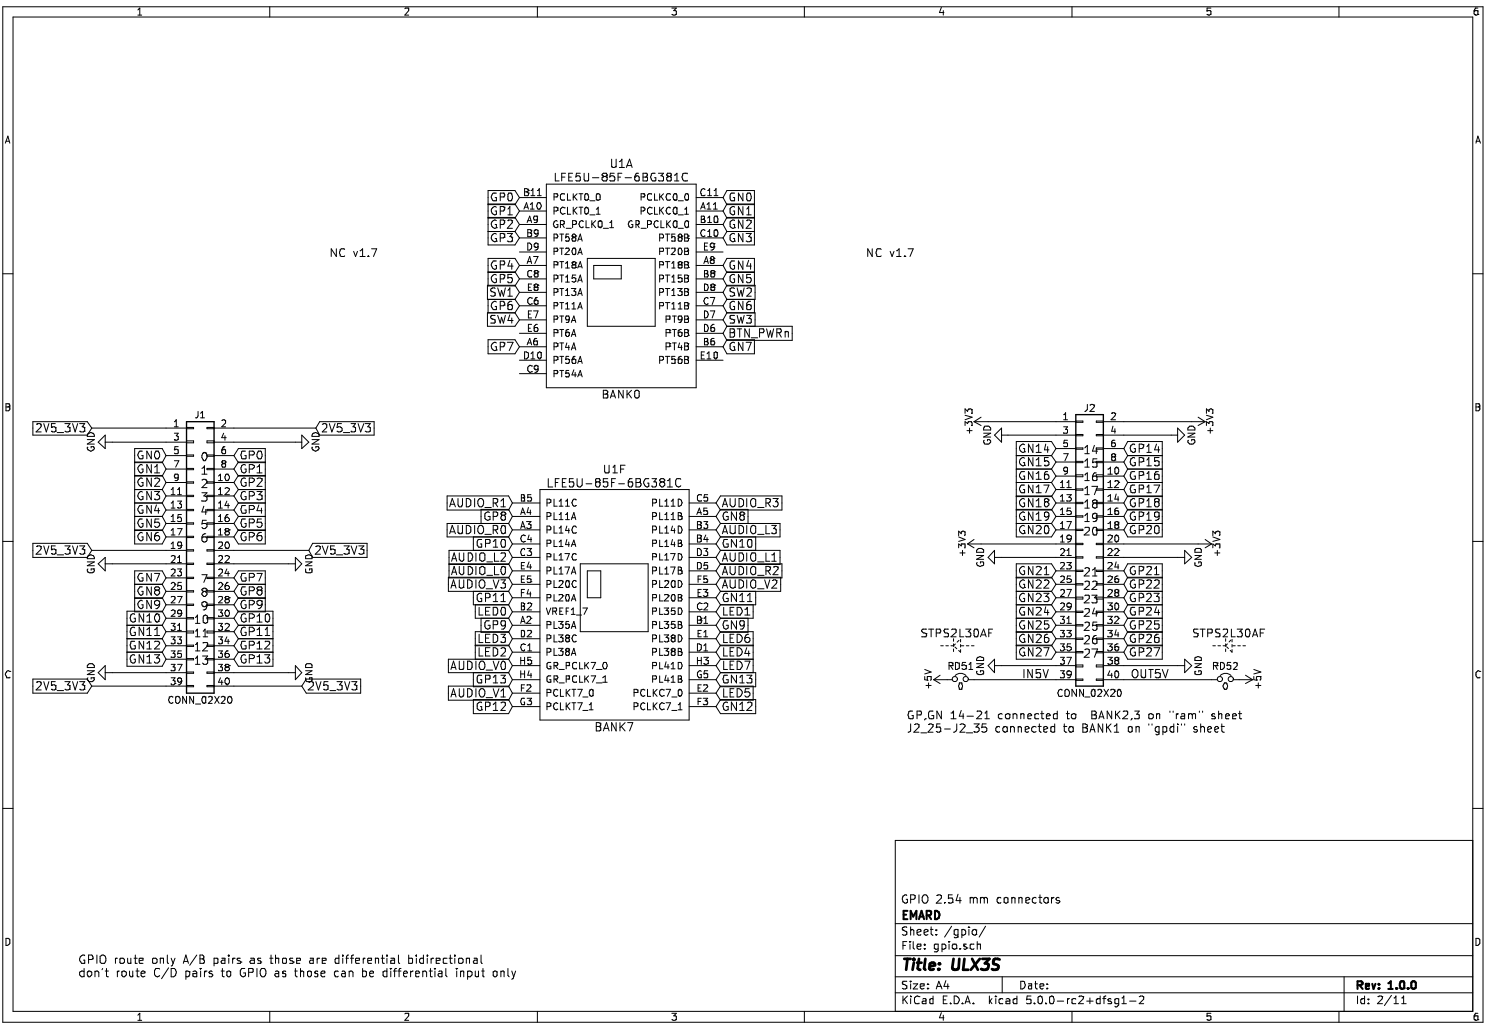 1 2 3 4 5 6
A A
B B
C C
D D
1 2 3 4 5 6
U1A
LFE5U-85F-6BG381C
GP0 B11 PCLKT0_0 PCLKC0_0 C11 GN0
GP1 A10 PCLKT0_1 PCLKC0_1 A11 GN1
GP2 A9 GR_PCLK0_1 GR_PCLK0_0 B10 GN2
GP3 B9 PT58A PT58B C10 GN3
D9 PT20A PT20B E9
GP4 A7 PT18A PT18B A8 GN4
GP5 C8 PT15A PT15B B8 GN5
SW1 E8 PT13A PT13B D8 SW2
GP6 C6 PT11A PT11B C7 GN6
SW4 E7 PT9A PT9B D7 SW3
E6 PT6A PT6B D6 BTN_PWRn
GP7 A6 PT4A PT4B B6 GN7
D10 PT56A PT56B E10
C9 PT54A
BANK0
NC v1.7
NC v1.7
J1
2V5_3V3 1 2 2V5_3V3
GND 3 4 GND
GN0 5 0 6 GP0
GN1 7 1 8 GP1
GN2 9 2 10 GP2
GN3 11 3 12 GP3
GN4 13 4 14 GP4
GN5 15 5 16 GP5
GN6 17 6 18 GP6
2V5_3V3 19 20 2V5_3V3
GND 21 22 GND
GN7 23 7 24 GP7
GN8 25 8 26 GP8
GN9 27 9 28 GP9
GN10 29 10 30 GP10
GN11 31 11 32 GP11
GN12 33 12 34 GP12
GN13 35 13 36 GP13
GND 37 38 GND
2V5_3V3 39 40 2V5_3V3
CONN_02X20
U1F
LFE5U-85F-6BG381C
AUDIO_R1 B5 PL11C PL11D C5 AUDIO_R3
GP8 A4 PL11A PL11B A5 GN8
AUDIO_R0 A3 PL14C PL14D B3 AUDIO_L3
GP10 C4 PL14A PL14B B4 GN10
AUDIO_L2 C3 PL17C PL17D D3 AUDIO_L1
AUDIO_L0 E4 PL17A PL17B D5 AUDIO_R2
AUDIO_V3 E5 PL20C PL20D F5 AUDIO_V2
GP11 F4 PL20A PL20B E3 GN11
LED0 B2 VREF1_7 PL35D C2 LED1
GP9 A2 PL35A PL35B B1 GN9
LED3 D2 PL38C PL38D E1 LED6
LED2 C1 PL38A PL38B D1 LED4
AUDIO_V0 H5 GR_PCLK7_0 PL41D H3 LED7
GP13 H4 GR_PCLK7_1 PL41B G5 GN13
AUDIO_V1 F2 PCLKT7_0 PCLKC7_0 E2 LED5
GP12 G3 PCLKT7_1 PCLKC7_1 F3 GN12
BANK7
J2
+3V3 1 2 +3V3
GND 3 4 GND
GN14 5 14 6 GP14
GN15 7 15 8 GP15
GN16 9 16 10 GP16
GN17 11 17 12 GP17
GN18 13 18 14 GP18
GN19 15 19 16 GP19
GN20 17 20 18 GP20
+3V3 19 20 +3V3
GND 21 22 GND
GN21 23 21 24 GP21
GN22 25 22 26 GP22
GN23 27 23 28 GP23
GN24 29 24 30 GP24
GN25 31 25 32 GP25
GN26 33 26 34 GP26
GN27 35 27 36 GP27
GND 37 38 GND
+5V IN5V 39 40 OUT5V +5V
CONN_02X20
STPS2L30AF
RD51
0
STPS2L30AF
RD52
0
GP,GN 14-21 connected to BANK2,3 on "ram" sheet
J2_25-J2_35 connected to BANK1 on "gpdi" sheet
GPIO route only A/B pairs as those are differential bidirectional
don't route C/D pairs to GPIO as those can be differential input only
GPIO 2.54 mm connectors
EMARD
Sheet: /gpio/
File: gpio.sch
Title: ULX3S
Size: A4 Date: Rev: 1.0.0
KiCad E.D.A. kicad 5.0.0-rc2+dfsg1-2 Id: 2/11